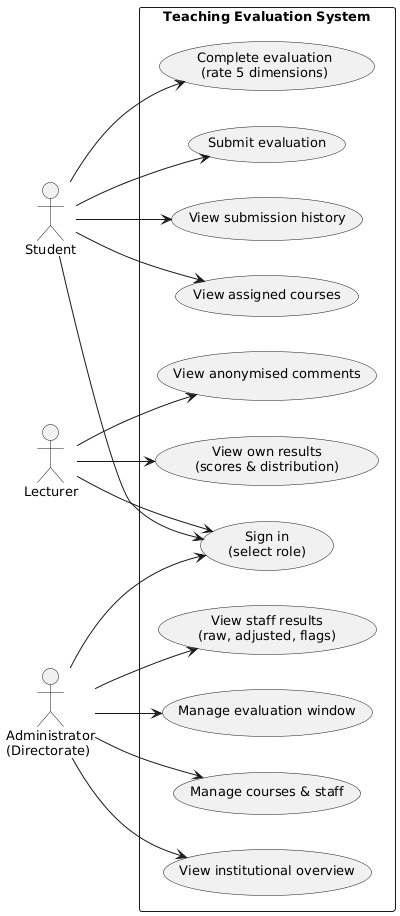 Teaching Evaluation System
Complete evaluation
(rate 5 dimensions)
Submit evaluation
View submission history
Student
View assigned courses
View anonymised comments
View own results
(scores & distribution)
Lecturer
Sign in
(select role)
View staff results
(raw, adjusted, flags)
Manage evaluation window
Administrator
(Directorate)
Manage courses & staff
View institutional overview